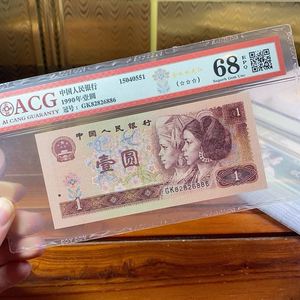 ACG
AI CANG GUARANTY
中国人民银行
1990年壹圆
冠号：GK82826886
15040551
(☆☆☆)
68 EPQ
Superb Gem Unc
中国人民银行
1
壹圆
GK82826886
1
1